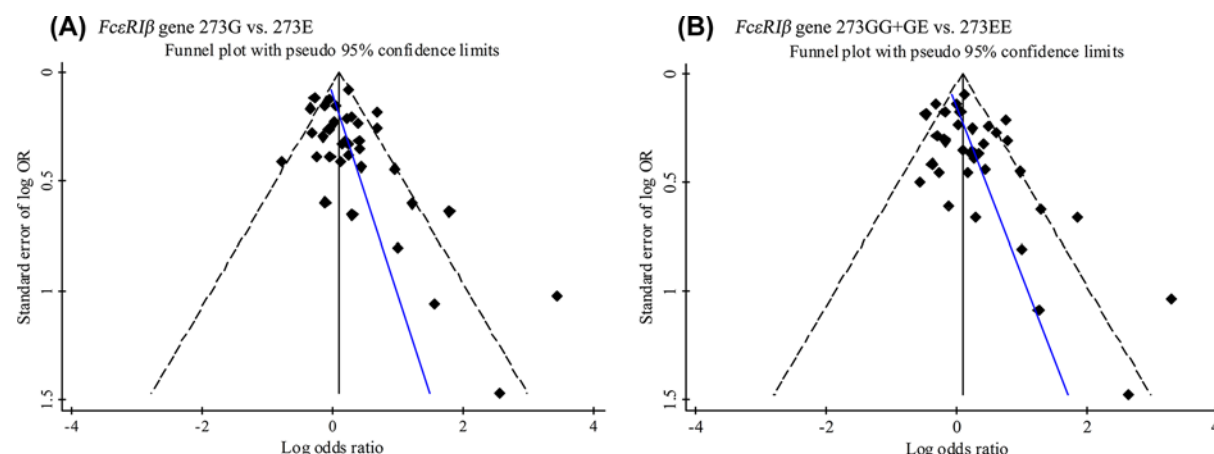 (A) FcεRIβ gene 273G vs. 273E
Funnel plot with pseudo 95% confidence limits
Standard error of log OR
0
0.5
1
1.5
-4
-2
0
2
4
Log odds ratio
(B) FcεRIβ gene 273GG+GE vs. 273EE
Funnel plot with pseudo 95% confidence limits
Standard error of log OR
0
0.5
1
1.5
-4
-2
0
2
4
Log odds ratio